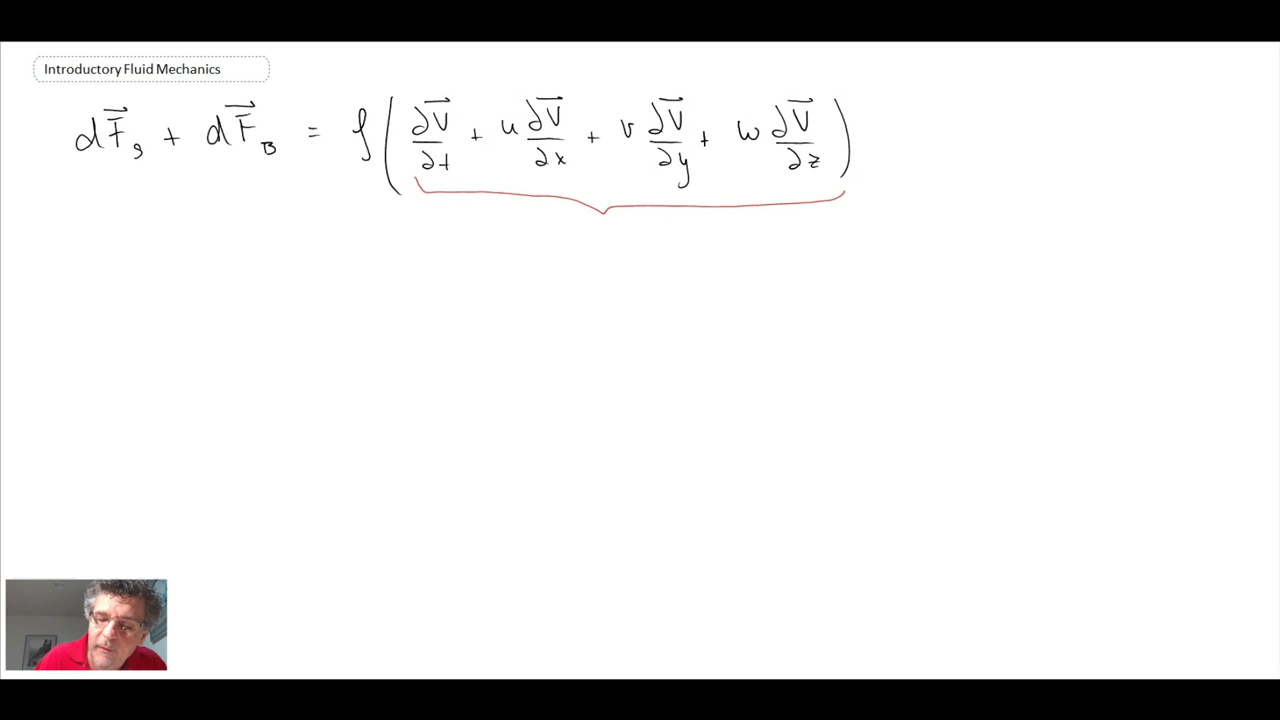 Introductory Fluid Mechanics
dF⃗_S + dF⃗_B = ρ ( ∂V⃗/∂t + u ∂V⃗/∂x + v ∂V⃗/∂y + w ∂V⃗/∂z )